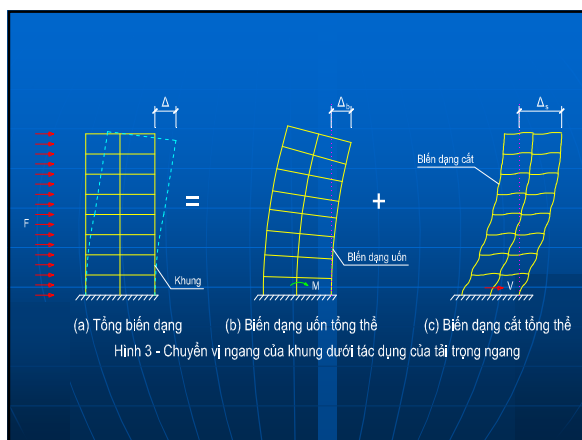 Δ
Δb
Δs
Biến dạng cắt
F
=
+
Biến dạng uốn
Khung
M
V
(a) Tổng biến dạng
(b) Biến dạng uốn tổng thể
(c) Biến dạng cắt tổng thể
Hình 3 - Chuyển vị ngang của khung dưới tác dụng của tải trọng ngang